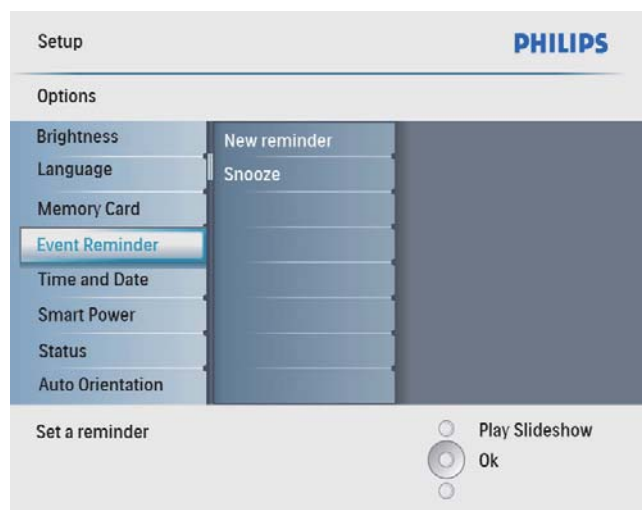 Setup
PHILIPS
Options
Brightness
New reminder
Language
Snooze
Memory Card
Event Reminder
Time and Date
Smart Power
Status
Auto Orientation
Set a reminder
Play Slideshow
Ok